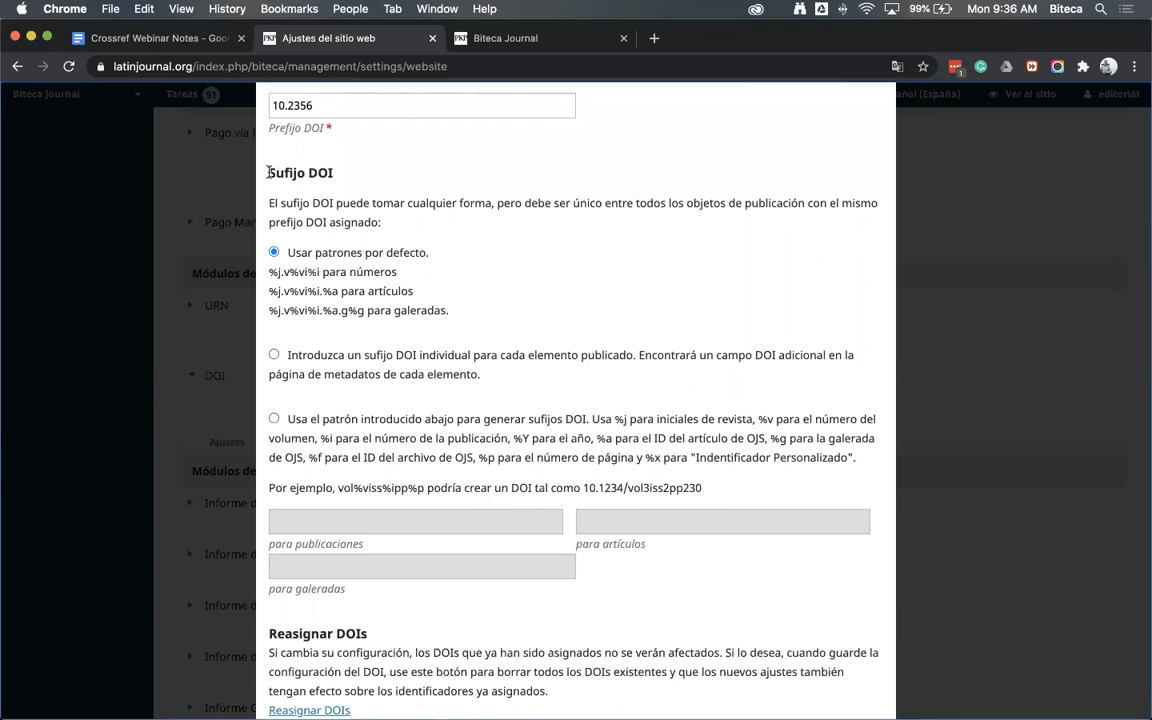 Chrome File Edit View History Bookmarks People Tab Window Help 99% Mon 9:36 AM Biteca
Crossref Webinar Notes - Goo
Ajustes del sitio web
Biteca Journal
latinjournal.org/index.php/biteca/management/settings/website
1
Biteca Journal Tareas 51 añol (España) Ver el sitio editorial
10.2356
Pago vía P
Prefijo DOI *
Sufijo DOI
El sufijo DOI puede tomar cualquier forma, pero debe ser único entre todos los objetos de publicación con el mismo
prefijo DOI asignado:
Pago Man
Usar patrones por defecto.
%j.v%vi%i para números
Módulos de
%j.v%vi%i.%a para artículos
URN
%j.v%vi%i.%a.g%g para galeradas.
Introduzca un sufijo DOI individual para cada elemento publicado. Encontrará un campo DOI adicional en la
página de metadatos de cada elemento.
DOI
Usa el patrón introducido abajo para generar sufijos DOI. Usa %j para iniciales de revista, %v para el número del
volumen, %i para el número de la publicación, %Y para el año, %a para el ID del artículo de OJS, %g para la galerada
Ajustes
de OJS, %f para el ID del archivo de OJS, %p para el número de página y %x para "Indentificador Personalizado".
Módulos de
Por ejemplo, vol%viss%ipp%p podría crear un DOI tal como 10.1234/vol3iss2pp230
Informe d
para publicaciones para artículos
Informe d
para galeradas
Informe d
Reasignar DOIs
Si cambia su configuración, los DOIs que ya han sido asignados no se verán afectados. Si lo desea, cuando guarde la
Informe d
configuración del DOI, use este botón para borrar todos los DOIs existentes y que los nuevos ajustes también
tengan efecto sobre los identificadores ya asignados.
Reasignar DOIs
Informe C